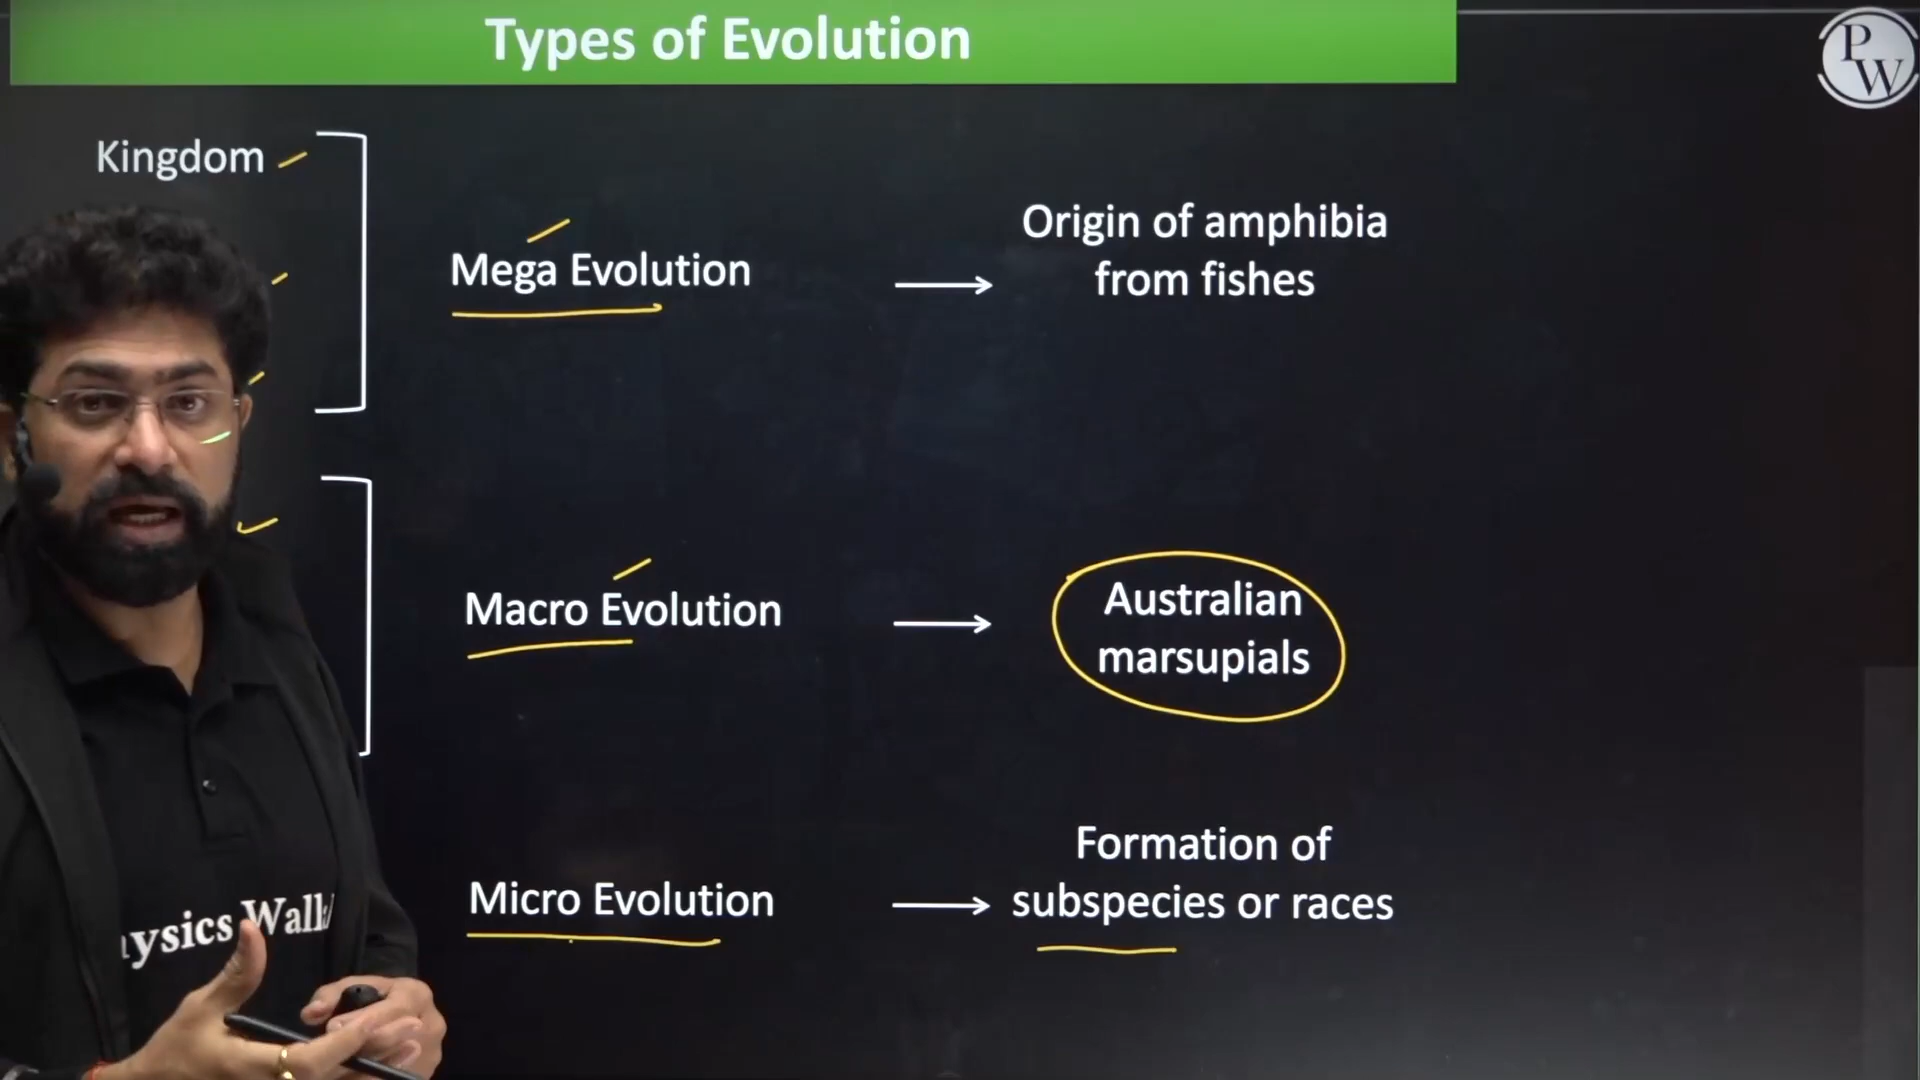 Types of Evolution
PW
Kingdom
Mega Evolution
Origin of amphibia
from fishes
Macro Evolution
Australian
marsupials
Micro Evolution
Formation of
subspecies or races
ysics Wall